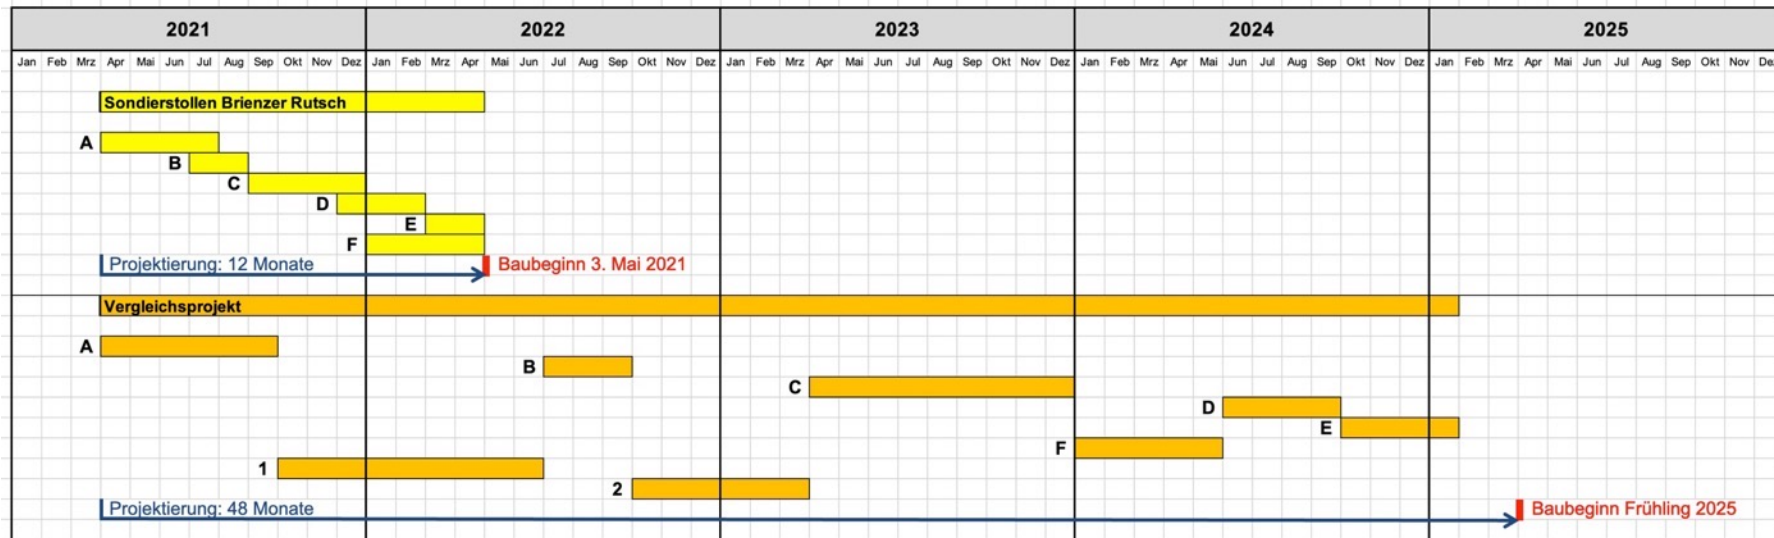 2021 2022 2023 2024 2025
Jan Feb Mrz Apr Mai Jun Jul Aug Sep Okt Nov Dez Jan Feb Mrz Apr Mai Jun Jul Aug Sep Okt Nov Dez Jan Feb Mrz Apr Mai Jun Jul Aug Sep Okt Nov Dez Jan Feb Mrz Apr Mai Jun Jul Aug Sep Okt Nov Dez Jan Feb Mrz Apr Mai Jun Jul Aug Sep Okt Nov De
Sondierstollen Brienzer Rutsch
A
B
C
D
E
F
Projektierung: 12 Monate Baubeginn 3. Mai 2021
Vergleichsprojekt
A
B
C
D
E
F
1
2
Projektierung: 48 Monate Baubeginn Frühling 2025